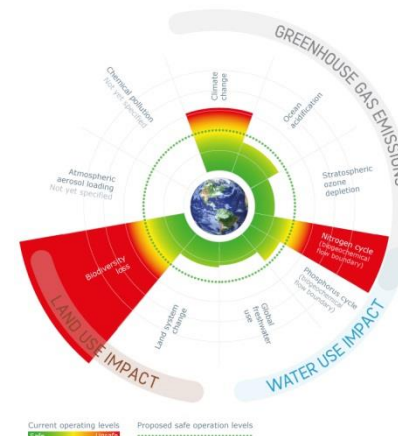 GREENHOUSE GAS EMISSIONS
Climate
change
Ocean
acidification
Stratospheric
ozone
depletion
Nitrogen cycle
(biogeochemical
flow boundary)
Phosphorus cycle
(biogeochemical
flow boundary)
WATER USE IMPACT
Global
freshwater
use
Land system
change
LAND USE IMPACT
Biodiversity
loss
Atmospheric
aerosol loading
Not yet specified
Chemical pollution
Not yet specified
Current operating levels
Proposed safe operation levels
Safe
Unsafe